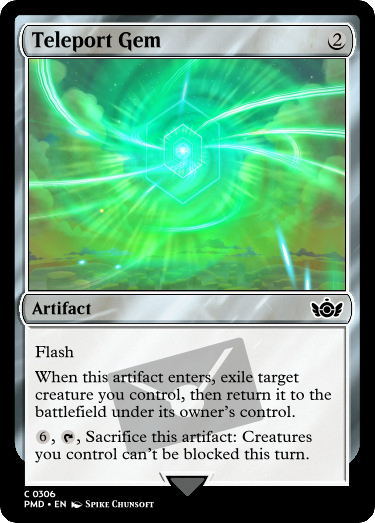 Teleport Gem 2
Artifact
Flash
When this artifact enters, exile target
creature you control, then return it to the
battlefield under its owner's control.
6, , Sacrifice this artifact: Creatures
you control can't be blocked this turn.
C 0306
PMD • EN Spike Chunsoft